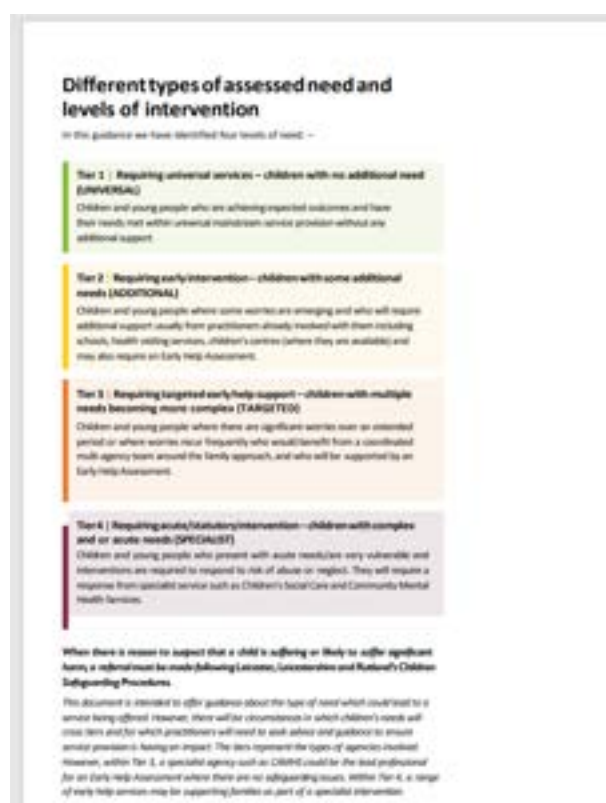 Different types of assessed need and
levels of intervention
In this guidance we have identified four levels of need: –
Tier 1 | Requiring universal services – children with no additional need
(UNIVERSAL)
Children and young people who are achieving expected outcomes and have
their needs met within universal mainstream service provision without any
additional support.
Tier 2 | Requiring early intervention – children with some additional
needs (ADDITIONAL)
Children and young people where some worries are emerging and who will require
additional support usually from practitioners already involved with them including
schools, health visiting services, children's centres (where they are available) and
may also require an Early Help Assessment.
Tier 3 | Requiring targeted early help support – children with multiple
needs becoming more complex (TARGETED)
Children and young people where there are significant worries over an extended
period or where worries recur frequently who would benefit from a coordinated
multi-agency team around the family approach, and who will be supported by an
Early Help Assessment.
Tier 4 | Requiring acute/statutory intervention – children with complex
and or acute needs (SPECIALIST)
Children and young people who present with acute needs/are very vulnerable and
interventions are required to respond to risk of abuse or neglect. They will require a
response from specialist service such as Children's Social Care and Community Mental
Health Services.
When there is reason to suspect that a child is suffering or likely to suffer significant
harm, a referral must be made following Leicester, Leicestershire and Rutland's Children
Safeguarding Procedures.
This document is intended to offer guidance about the type of need which could lead to a
service being offered. However, there will be circumstances in which children's needs will
cross tiers and for which practitioners will need to seek advice and guidance to ensure
service provision is having an impact. The tiers represent the types of agencies involved.
However, within Tier 3, a specialist agency such as CAMHS could be the lead professional
for an Early Help Assessment where there are no safeguarding issues. Within Tier 4, a range
of early help services may be supporting families as part of a specialist intervention.